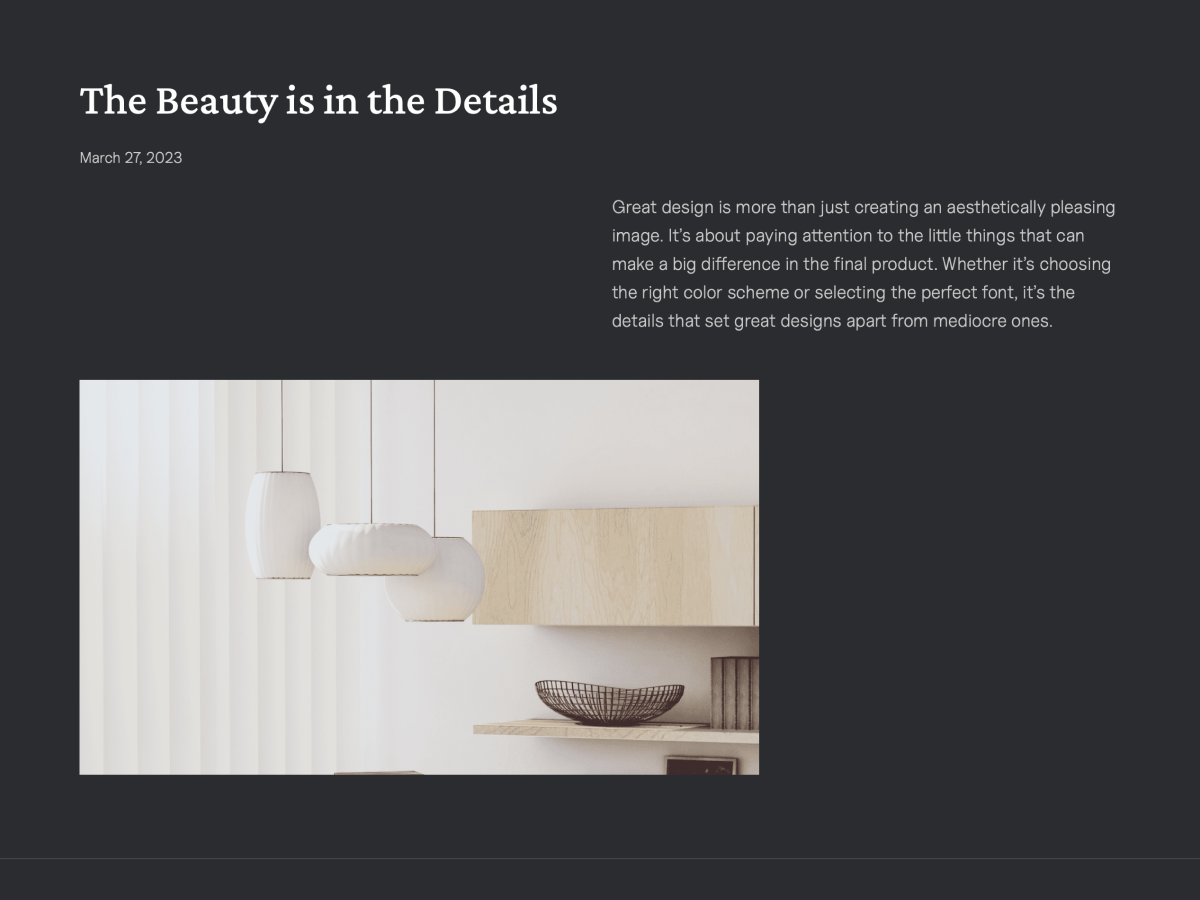 The Beauty is in the Details
March 27, 2023
Great design is more than just creating an aesthetically pleasing
image. It’s about paying attention to the little things that can
make a big difference in the final product. Whether it’s choosing
the right color scheme or selecting the perfect font, it’s the
details that set great designs apart from mediocre ones.